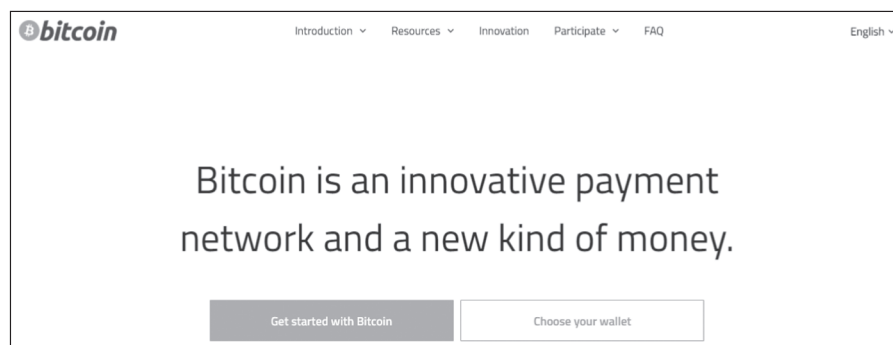 bitcoin Introduction Resources Innovation Participate FAQ English
Bitcoin is an innovative payment
network and a new kind of money.
Get started with Bitcoin Choose your wallet